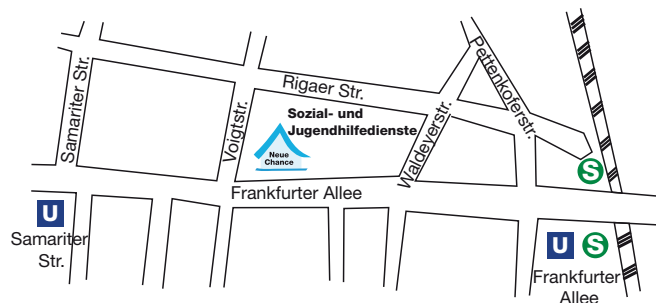 Samariter Str.
Voigtstr.
Rigaer Str.
Pettenkoferstr.
Waldeyerstr.
Sozial- und
Jugendhilfedienste
Neue
Chance
Frankfurter Allee
S
U
Samariter
Str.
U S
Frankfurter
Allee